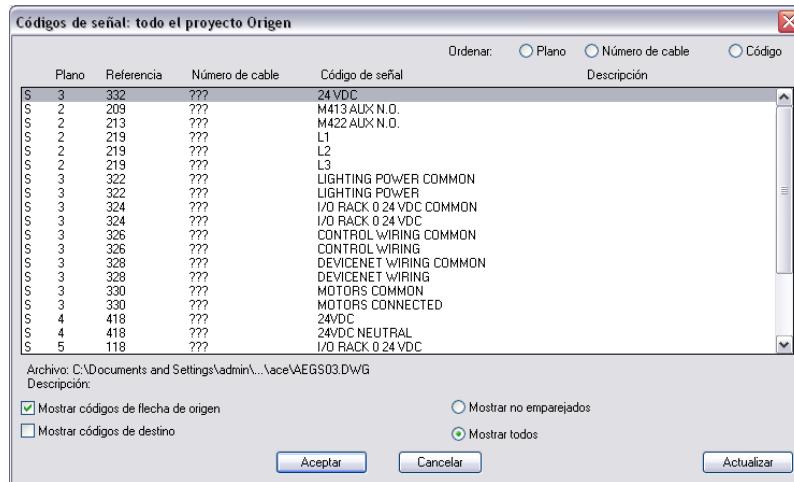 Códigos de señal: todo el proyecto Origen
Ordenar: Plano Número de cable Código
Plano Referencia Número de cable Código de señal Descripción
S 3 332 ??? 24 VDC
S 2 209 ??? M413 AUX N.O.
S 2 213 ??? M422 AUX N.O.
S 2 219 ??? L1
S 2 219 ??? L2
S 2 219 ??? L3
S 3 322 ??? LIGHTING POWER COMMON
S 3 322 ??? LIGHTING POWER
S 3 324 ??? I/O RACK 0 24 VDC COMMON
S 3 324 ??? I/O RACK 0 24 VDC
S 3 326 ??? CONTROL WIRING COMMON
S 3 326 ??? CONTROL WIRING
S 3 328 ??? DEVICENET WIRING COMMON
S 3 328 ??? DEVICENET WIRING
S 3 330 ??? MOTORS COMMON
S 3 330 ??? MOTORS CONNECTED
S 4 418 ??? 24VDC
S 4 418 ??? 24VDC NEUTRAL
S 5 118 ??? I/O RACK 0 24 VDC
Archivo: C:\Documents and Settings\admin\...\ace\AEGS03.DWG
Descripción:
Mostrar códigos de flecha de origen Mostrar no emparejados
Mostrar códigos de destino Mostrar todos
Aceptar Cancelar Actualizar